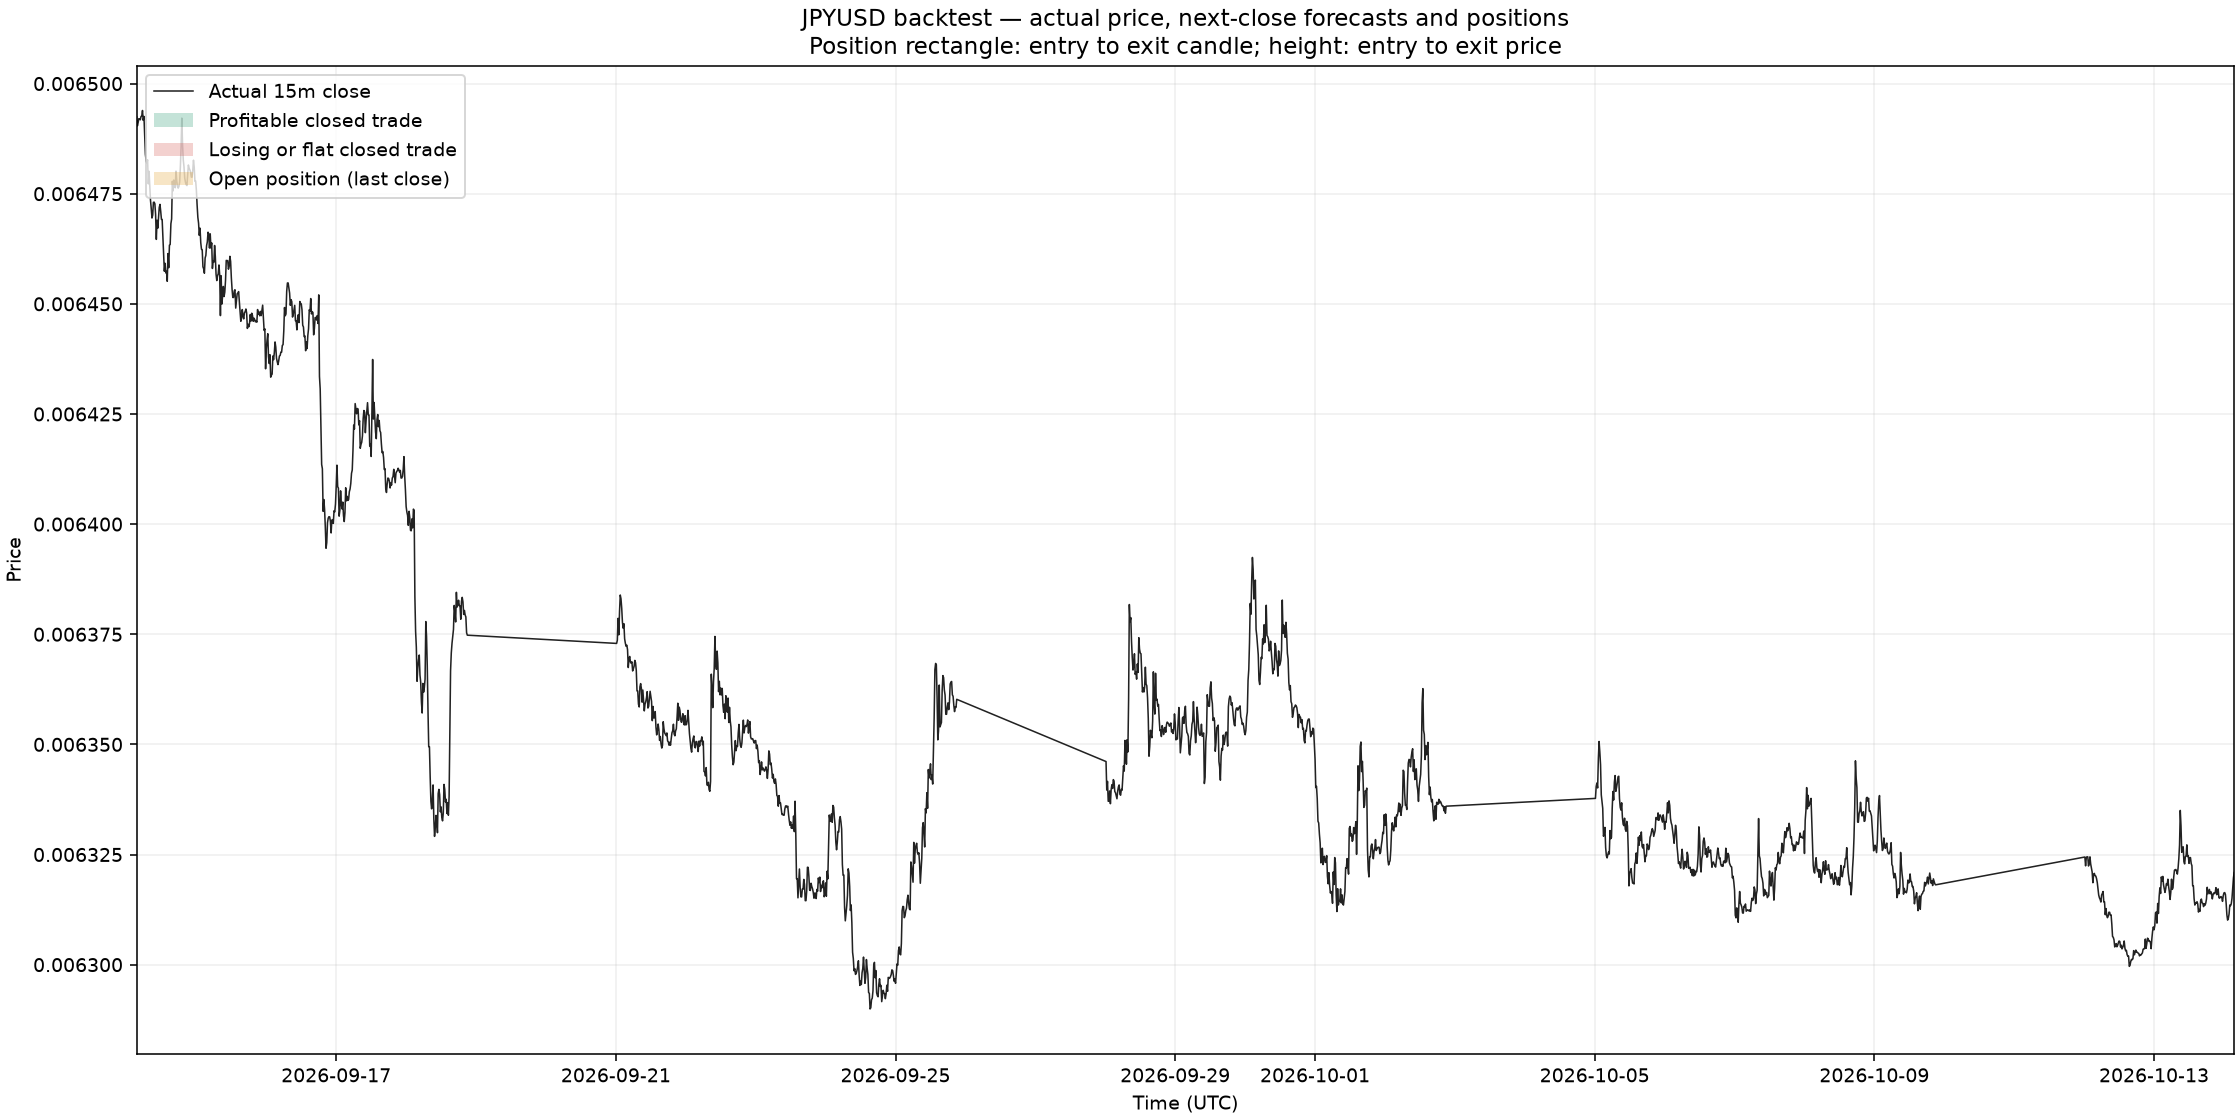 JPYUSD backtest — actual price, next-close forecasts and positions
Position rectangle: entry to exit candle; height: entry to exit price
Actual 15m close
Profitable closed trade
Losing or flat closed trade
Open position (last close)
0.006500
0.006475
0.006450
0.006425
0.006400
0.006375
0.006350
0.006325
0.006300
Price
2026-09-17
2026-09-21
2026-09-25
2026-09-29
2026-10-01
2026-10-05
2026-10-09
2026-10-13
Time (UTC)